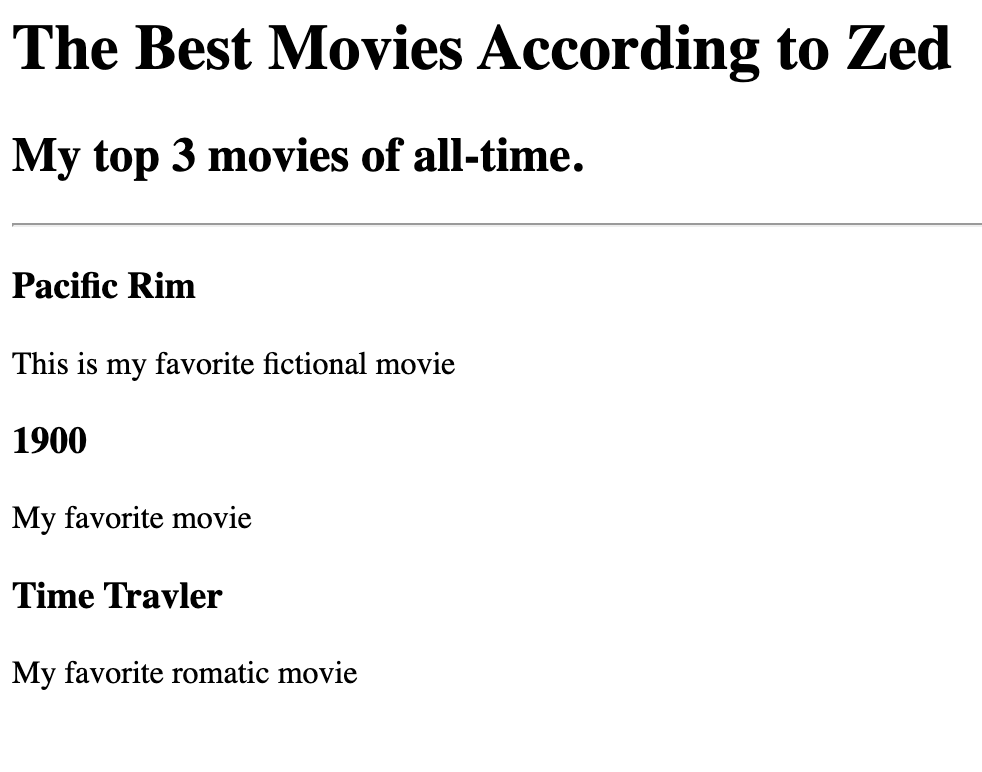 The Best Movies According to Zed
My top 3 movies of all-time.
Pacific Rim
This is my favorite fictional movie
1900
My favorite movie
Time Travler
My favorite romatic movie